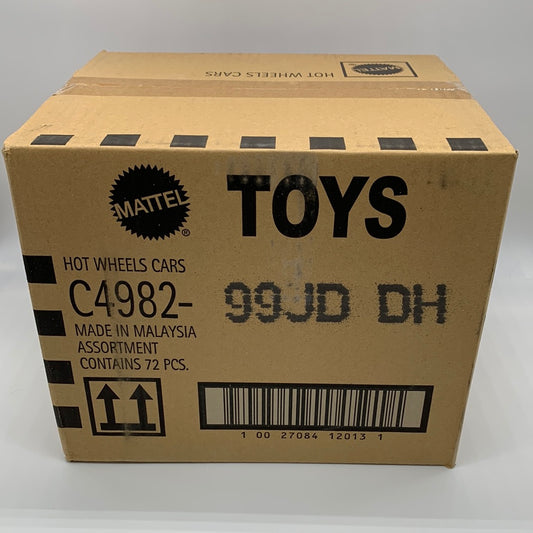 MATTEL
HOT WHEELS CARS
MATTEL ®
TOYS
HOT WHEELS CARS
C4982- 99JD DH
MADE IN MALAYSIA
ASSORTMENT
CONTAINS 72 PCS.
1 00 27084 12013 1